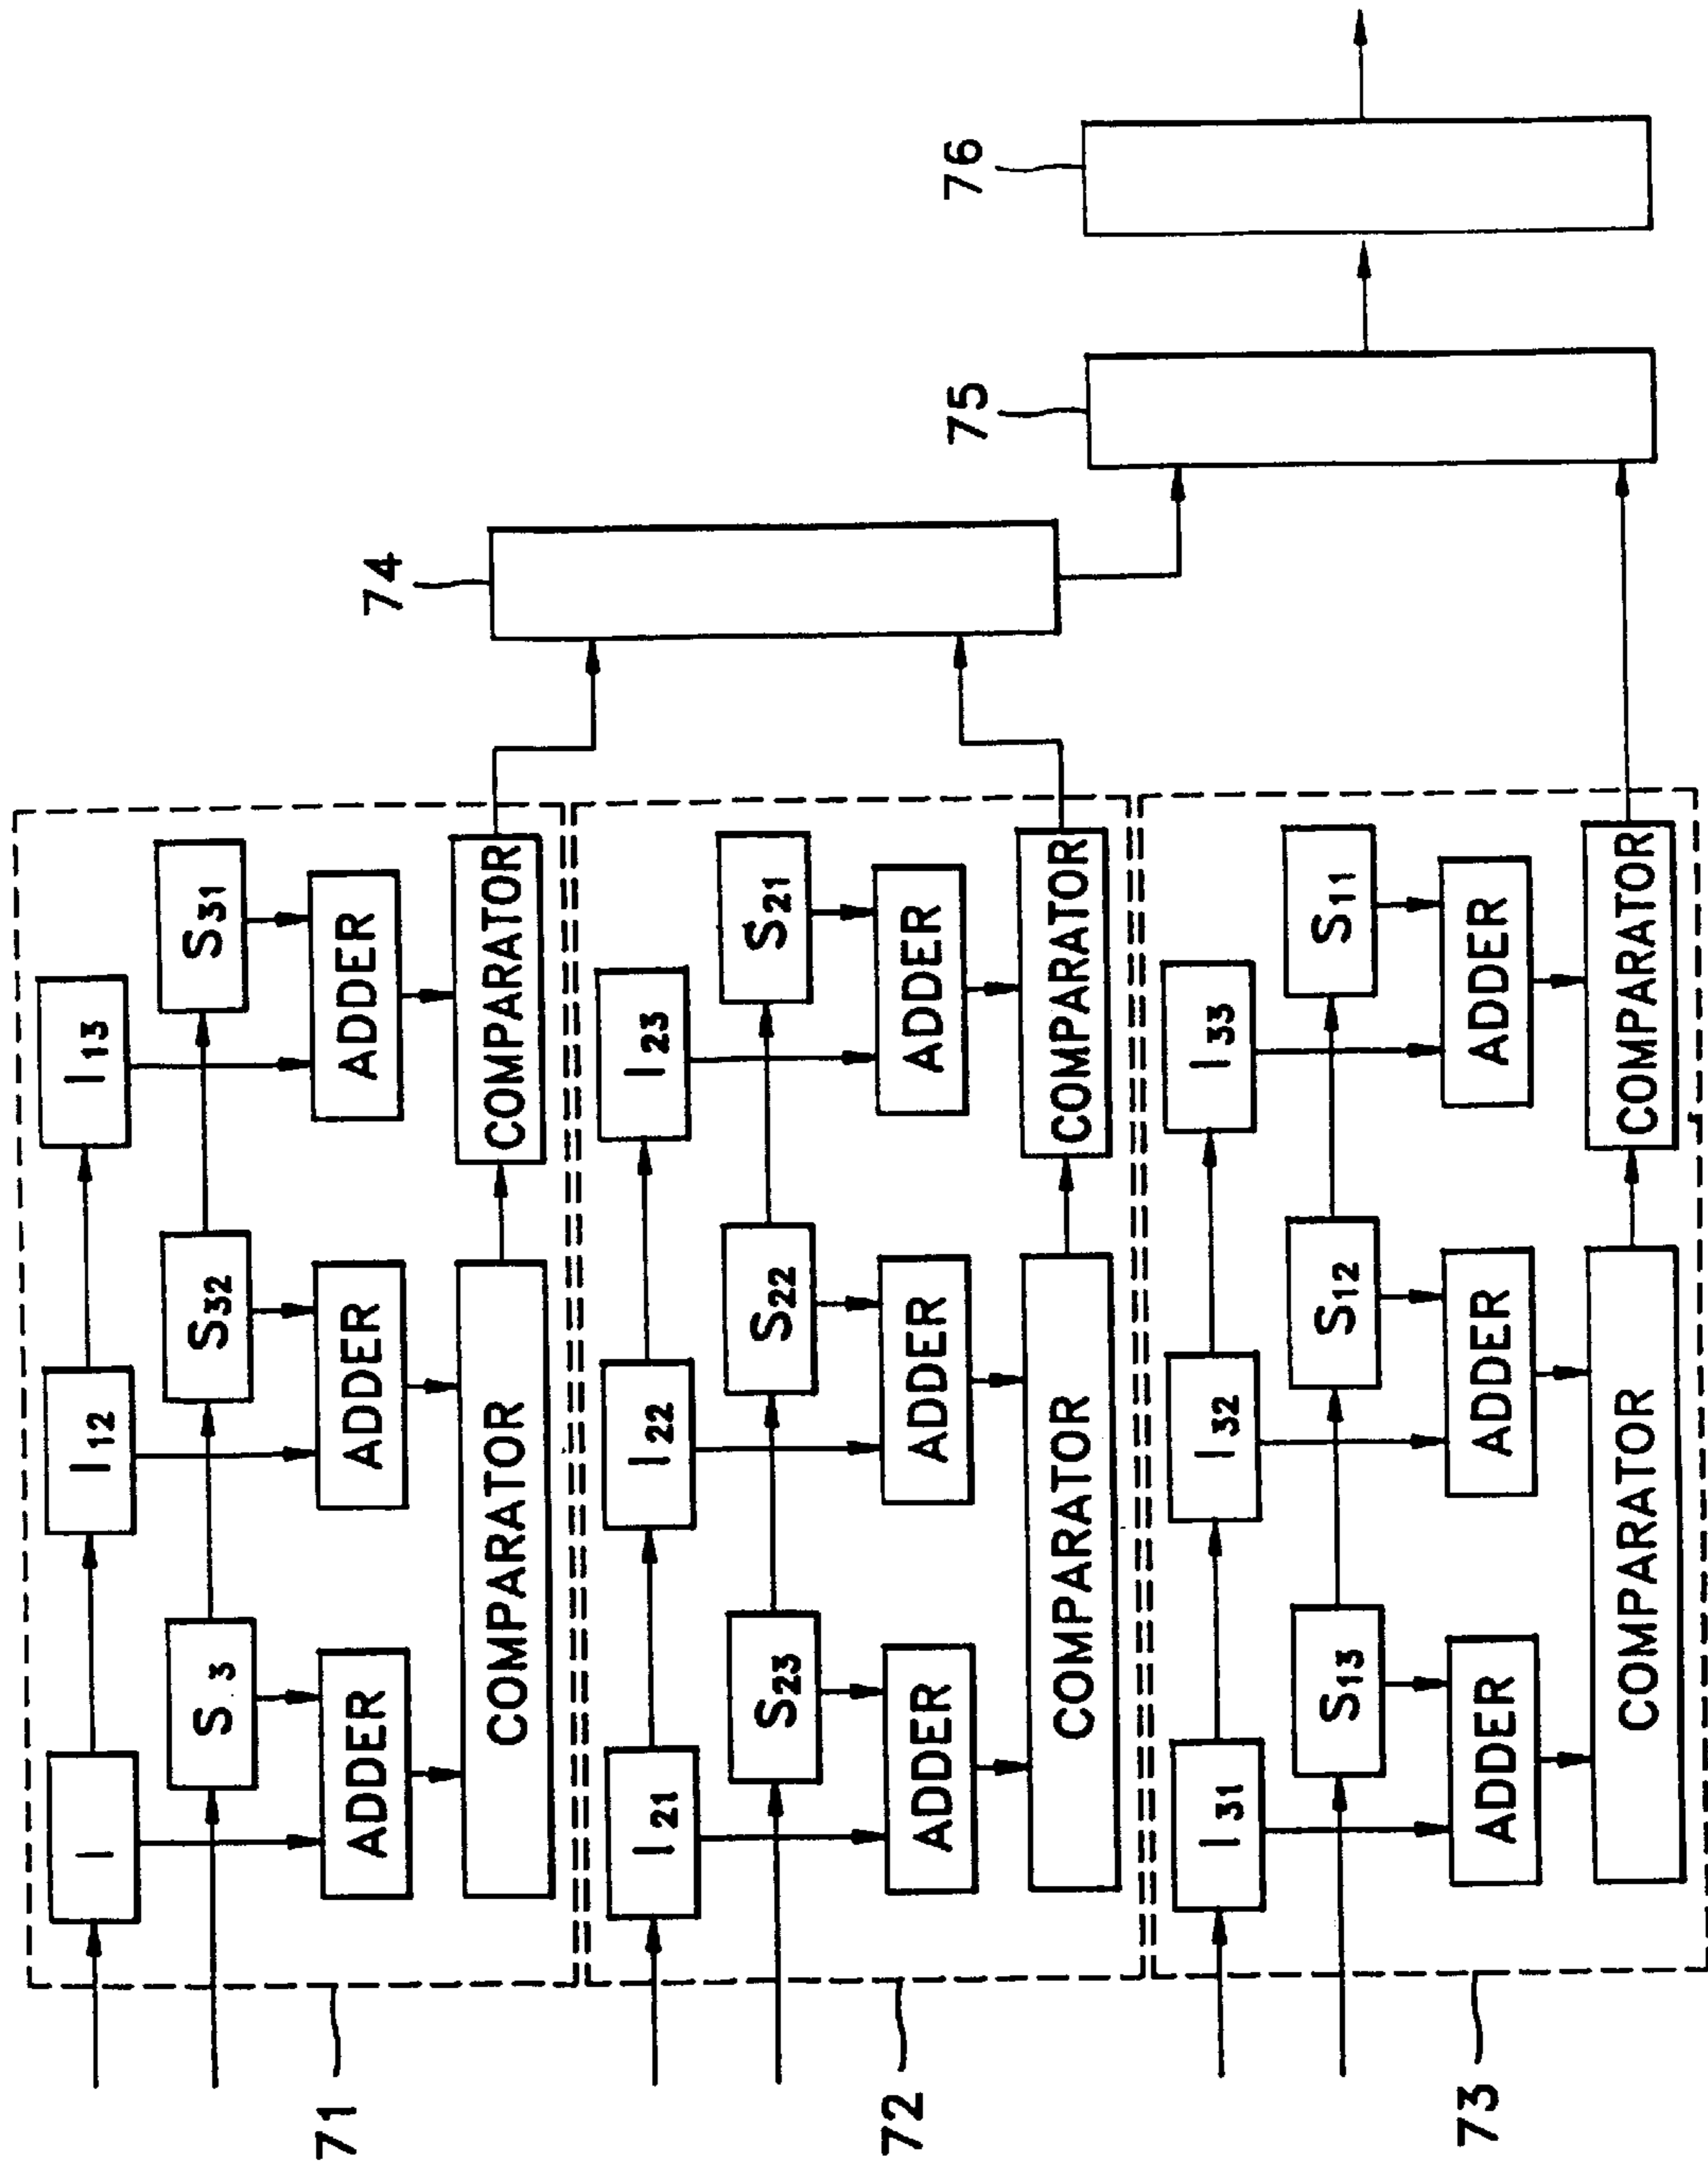 I
I12
I13
S 3
S32
S31
ADDER
ADDER
ADDER
COMPARATOR
COMPARATOR
71
I21
I22
I23
S23
S22
S21
ADDER
ADDER
ADDER
COMPARATOR
COMPARATOR
72
I31
I32
I33
S13
S12
S11
ADDER
ADDER
ADDER
COMPARATOR
COMPARATOR
73
74
75
76